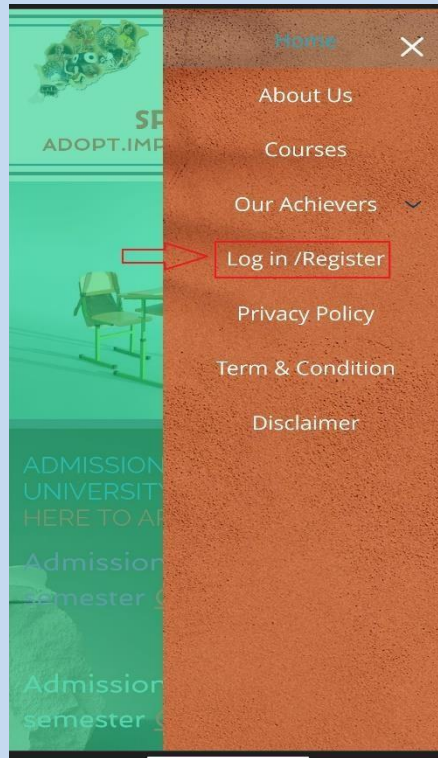 Home
SP
ADOPT.IMP
About Us
Courses
Our Achievers
Log in /Register
Privacy Policy
Term & Condition
Disclaimer
ADMISSION
UNIVERSITY
HERE TO AP
Admission
semester
Admission
semester